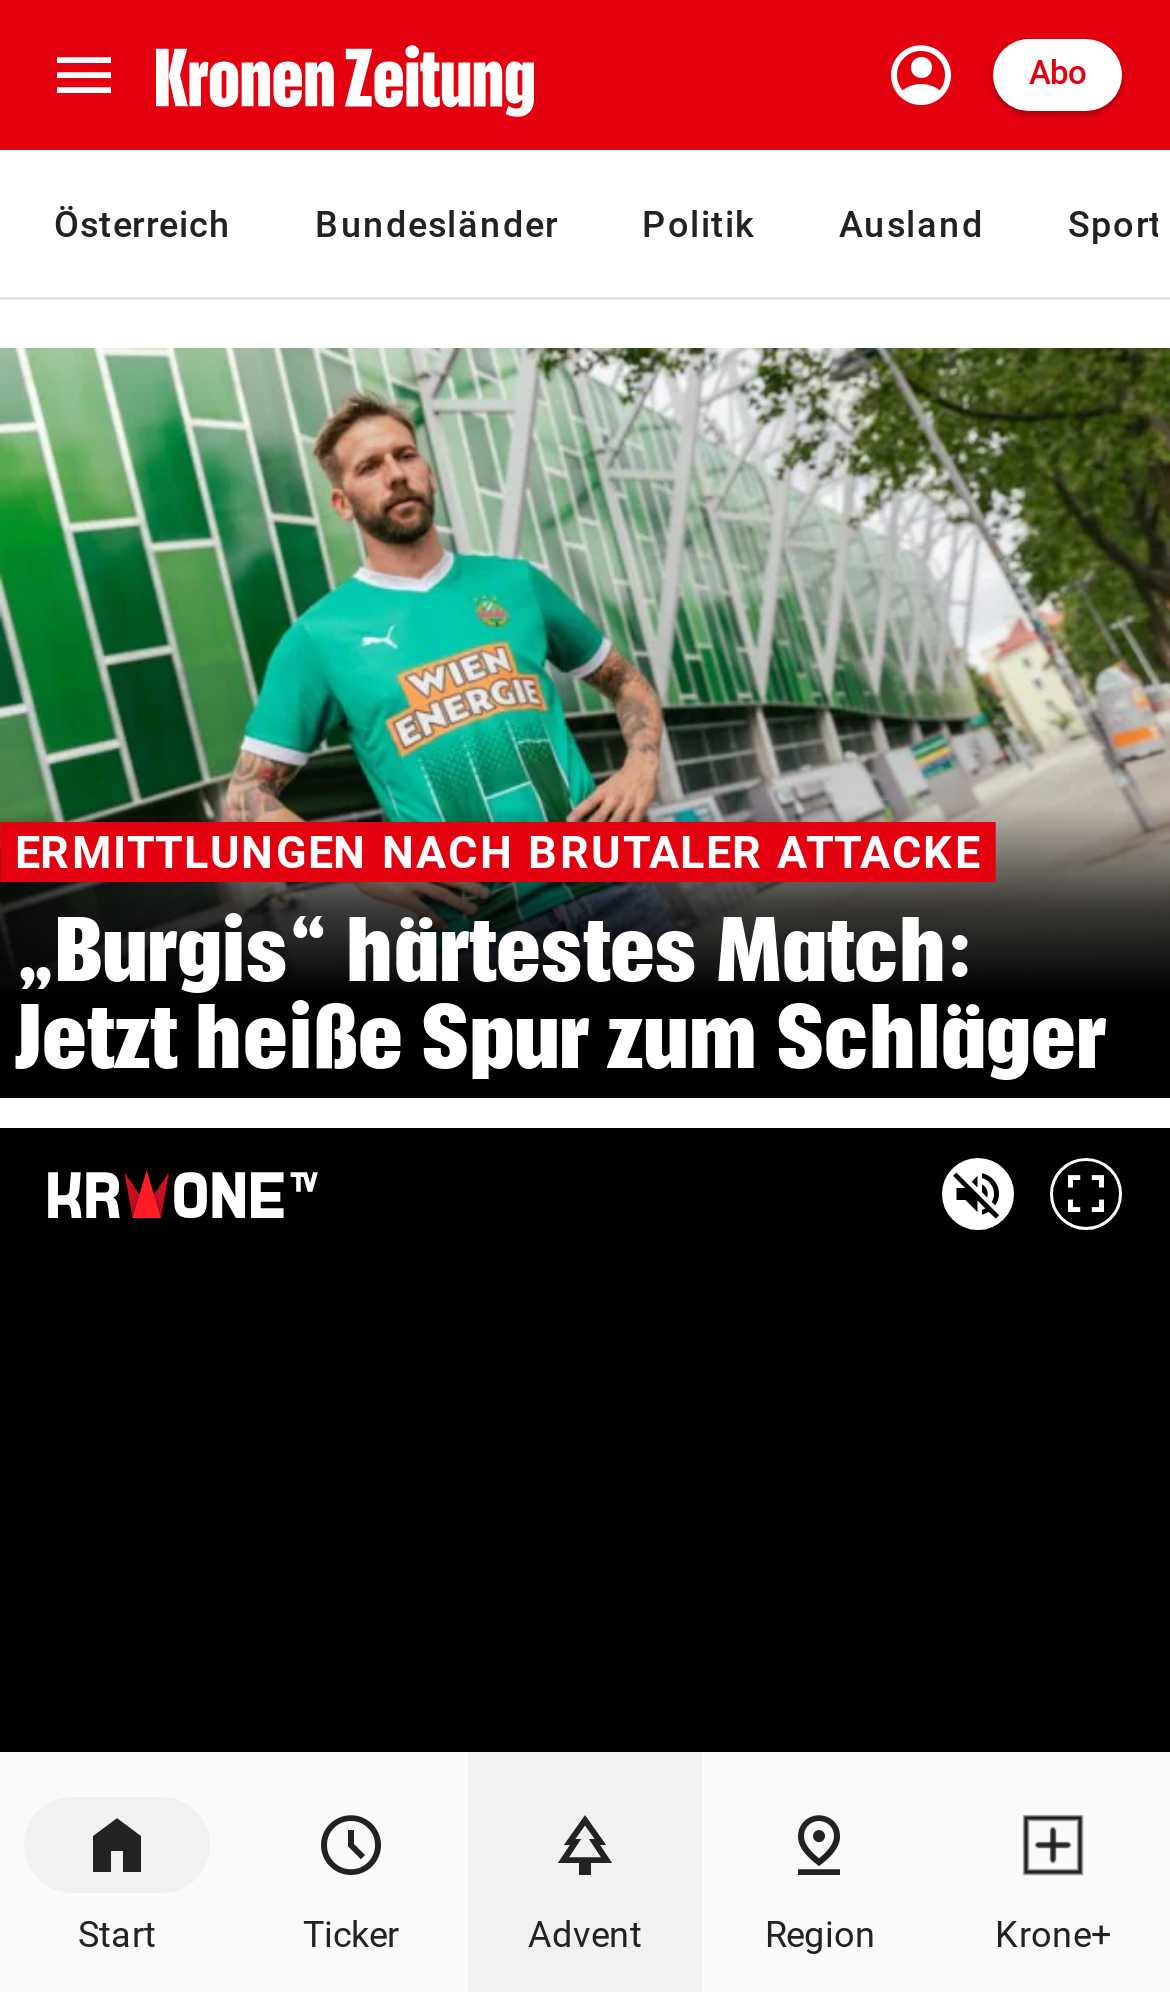 Kronen Zeitung
Abo
Österreich Bundesländer Politik Ausland Sport
WIEN
ENERGIE
ERMITTLUNGEN NACH BRUTALER ATTACKE
„Burgis“ härtestes Match:
Jetzt heiße Spur zum Schläger
KRONE TV
Start Ticker Advent Region Krone+